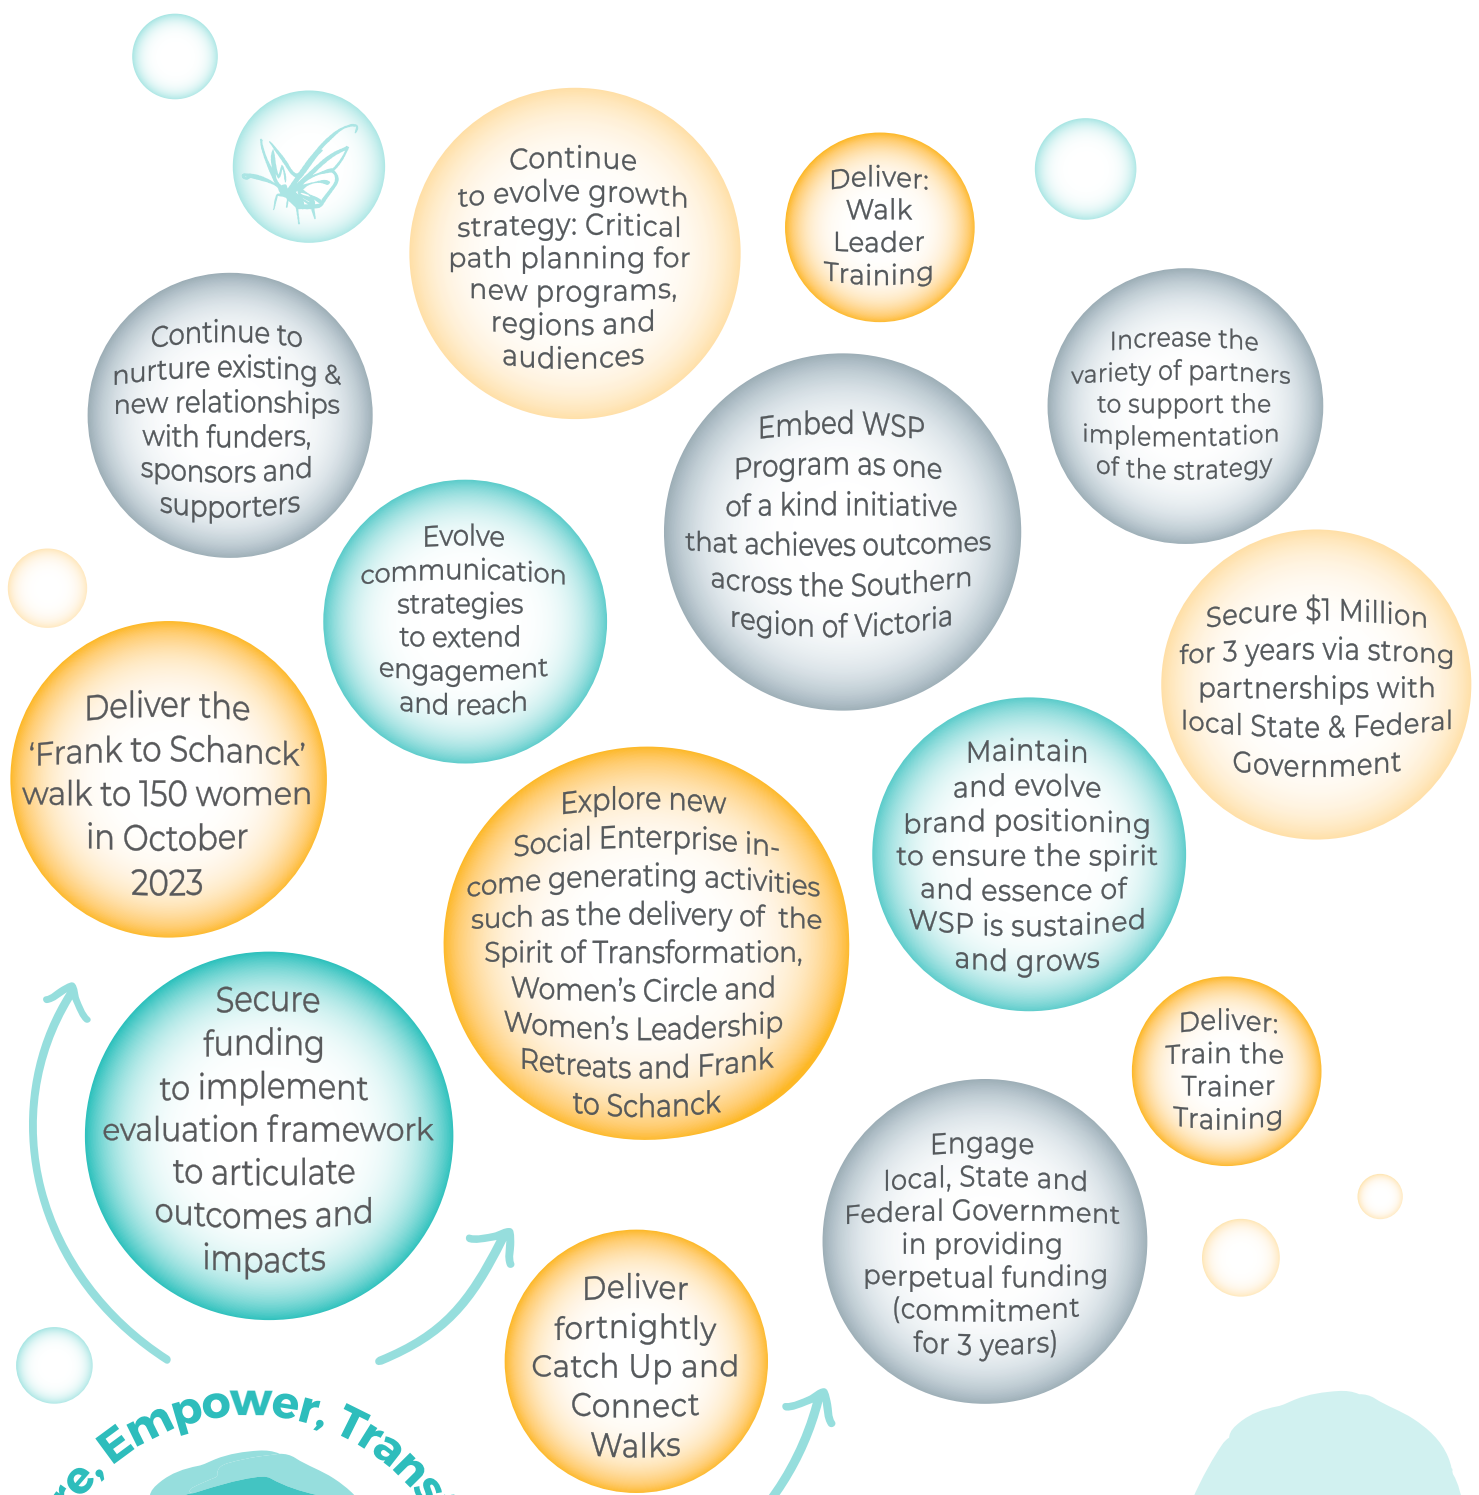 Continue
to evolve growth
strategy: Critical
path planning for
new programs,
regions and
audiences
Deliver:
Walk
Leader
Training
Continue to
nurture existing &
new relationships
with funders,
sponsors and
supporters
Increase the
variety of partners
to support the
implementation
of the strategy
Embed WSP
Program as one
of a kind initiative
that achieves outcomes
across the Southern
region of Victoria
Evolve
communication
strategies
to extend
engagement
and reach
Secure $1 Million
for 3 years via strong
partnerships with
local State & Federal
Government
Deliver the
‘Frank to Schanck’
walk to 150 women
in October
2023
Maintain
and evolve
brand positioning
to ensure the spirit
and essence of
WSP is sustained
and grows
Explore new
Social Enterprise in-
come generating activities
such as the delivery of the
Spirit of Transformation,
Women’s Circle and
Women’s Leadership
Retreats and Frank
to Schanck
Secure
funding
to implement
evaluation framework
to articulate
outcomes and
impacts
Deliver:
Train the
Trainer
Training
Engage
local, State and
Federal Government
in providing
perpetual funding
(commitment
for 3 years)
Deliver
fortnightly
Catch Up and
Connect
Walks
Empower,